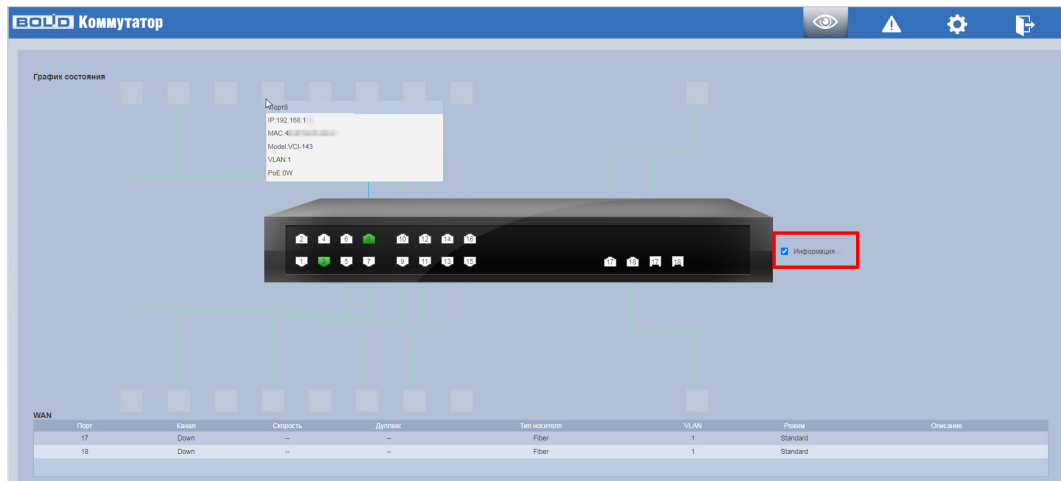 BOLID Коммутатор
График состояния
Порт8
IP:192.168.1
MAC:4
Model:VCI-143
VLAN:1
PoE:0W
2 4 6 8 10 12 14 16
1 3 5 7 9 11 13 15 17 18 17 18
Информация...
WAN
Порт Канал Скорость Дуплекс Тип носителя VLAN Режим Описание
17 Down -- -- Fiber 1 Standard
18 Down -- -- Fiber 1 Standard